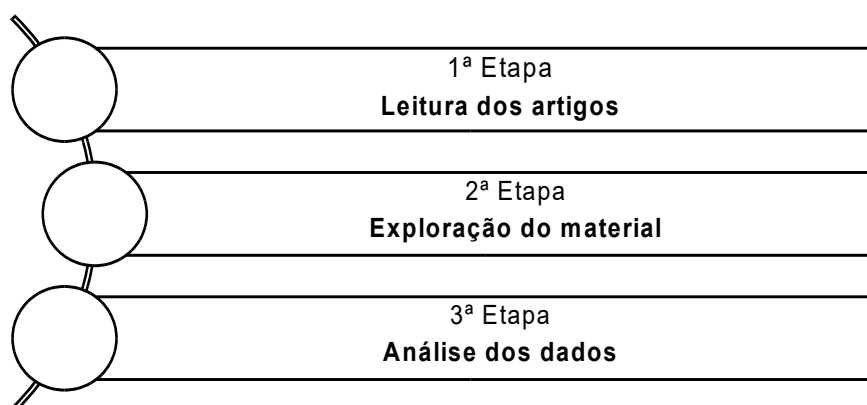 1ª Etapa
Leitura dos artigos
2ª Etapa
Exploração do material
3ª Etapa
Análise dos dados